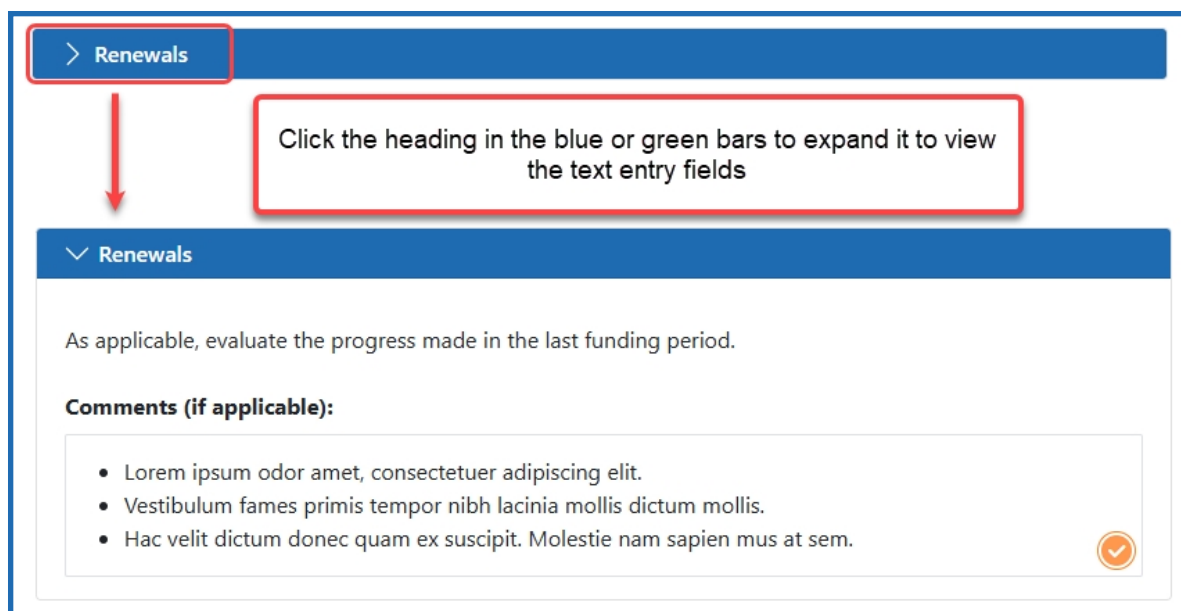 Renewals
Click the heading in the blue or green bars to expand it to view
the text entry fields
Renewals
As applicable, evaluate the progress made in the last funding period.
Comments (if applicable):
• Lorem ipsum odor amet, consectetuer adipiscing elit.
• Vestibulum fames primis tempor nibh lacinia mollis dictum mollis.
• Hac velit dictum donec quam ex suscipit. Molestie nam sapien mus at sem.